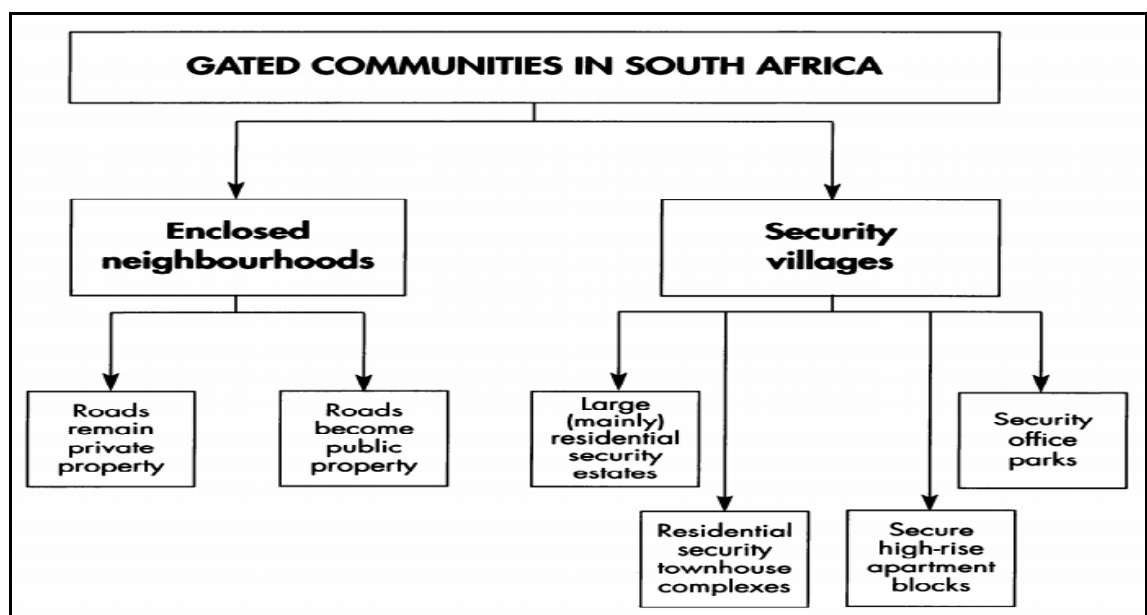 GATED COMMUNITIES IN SOUTH AFRICA
Enclosed
neighbourhoods
Security
villages
Roads
remain
private
property
Roads
become
public
property
Large
(mainly)
residential
security
estates
Residential
security
townhouse
complexes
Secure
high-rise
apartment
blocks
Security
office
parks